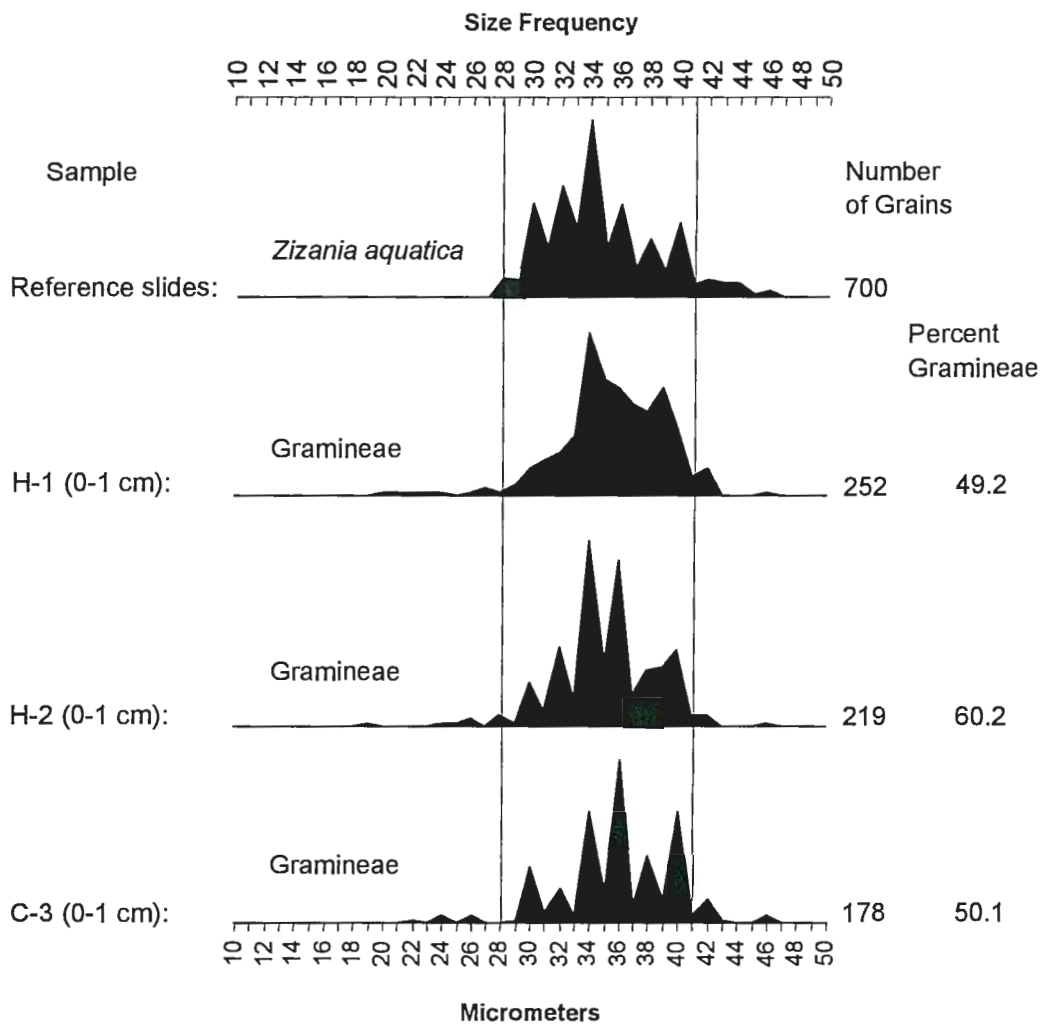 Size Frequency
10 12 14 16 18 20 22 24 26 28 30 32 34 36 38 40 42 44 46 48 50
Sample
Number
of Grains
Zizania aquatica
Reference slides:
700
Percent
Gramineae
Gramineae
H-1 (0-1 cm):
252
49.2
Gramineae
H-2 (0-1 cm):
219
60.2
Gramineae
C-3 (0-1 cm):
178
50.1
10 12 14 16 18 20 22 24 26 28 30 31 34 36 38 40 42 44 46 48 50
Micrometers